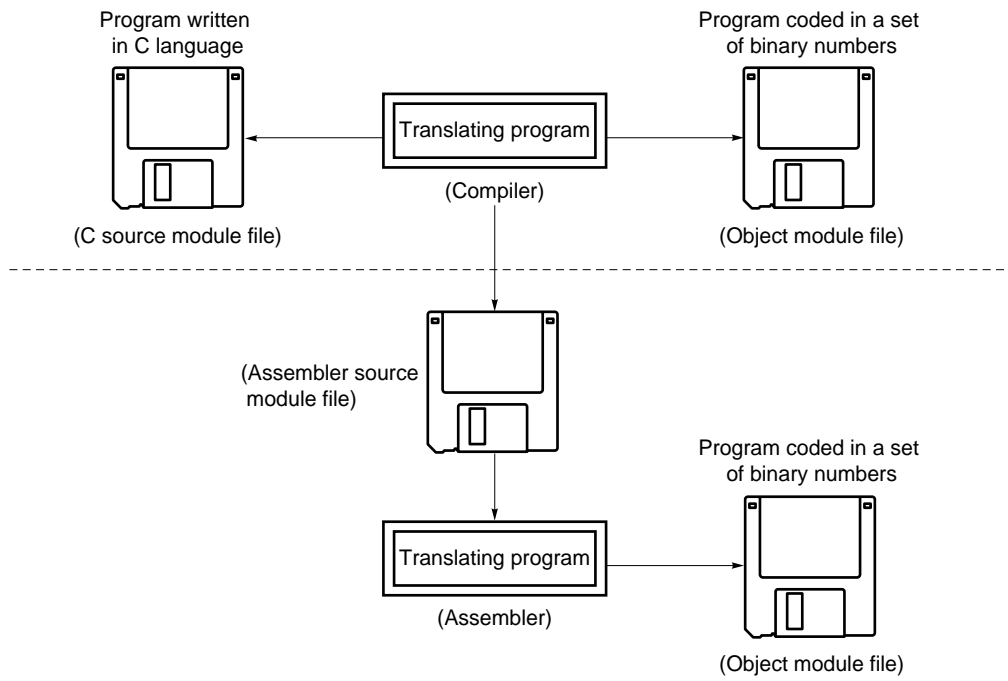 Program written
in C language
Program coded in a set
of binary numbers
Translating program
(Compiler)
(C source module file)
(Object module file)
(Assembler source
module file)
Program coded in a set
of binary numbers
Translating program
(Assembler)
(Object module file)